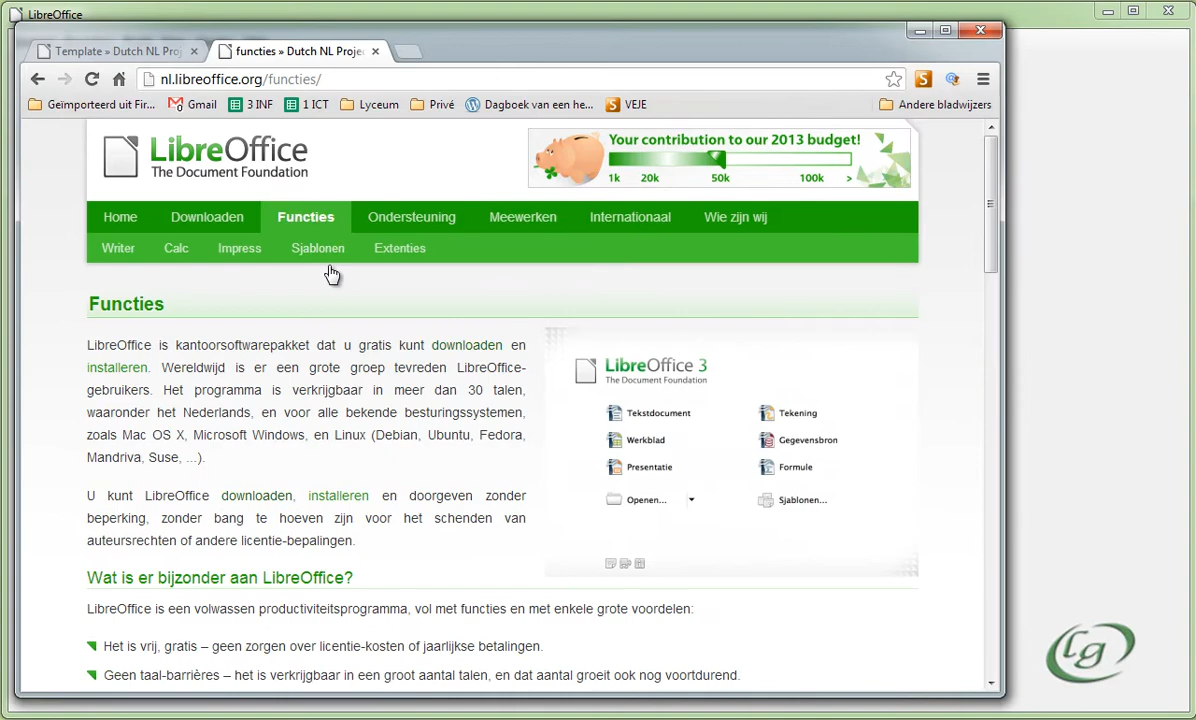 LibreOffice
Template » Dutch NL Proj
functies » Dutch NL Projec
nl.libreoffice.org/functies/
Geïmporteerd uit Fir...
Gmail
3 INF
1 ICT
Lyceum
Privé
Dagboek van een he...
VEJE
Andere bladwijzers
LibreOffice
The Document Foundation
Your contribution to our 2013 budget!
1k 20k 50k 100k >
Home Downloaden Functies Ondersteuning Meewerken Internationaal Wie zijn wij
Writer Calc Impress Sjablonen Extenties
Functies
LibreOffice is kantoorsoftwarepakket dat u gratis kunt downloaden en
installeren. Wereldwijd is er een grote groep tevreden LibreOffice-
gebruikers. Het programma is verkrijgbaar in meer dan 30 talen,
waaronder het Nederlands, en voor alle bekende besturingssystemen,
zoals Mac OS X, Microsoft Windows, en Linux (Debian, Ubuntu, Fedora,
Mandriva, Suse, ...).
U kunt LibreOffice downloaden, installeren en doorgeven zonder
beperking, zonder bang te hoeven zijn voor het schenden van
auteursrechten of andere licentie-bepalingen.
LibreOffice 3
The Document Foundation
Tekstdocument Tekening
Werkblad Gegevensbron
Presentatie Formule
Openen... Sjablonen...
Wat is er bijzonder aan LibreOffice?
LibreOffice is een volwassen productiviteitsprogramma, vol met functies en met enkele grote voordelen:
Het is vrij, gratis – geen zorgen over licentie-kosten of jaarlijkse betalingen.
Geen taal-barrières – het is verkrijgbaar in een groot aantal talen, en dat aantal groeit ook nog voortdurend.
lg